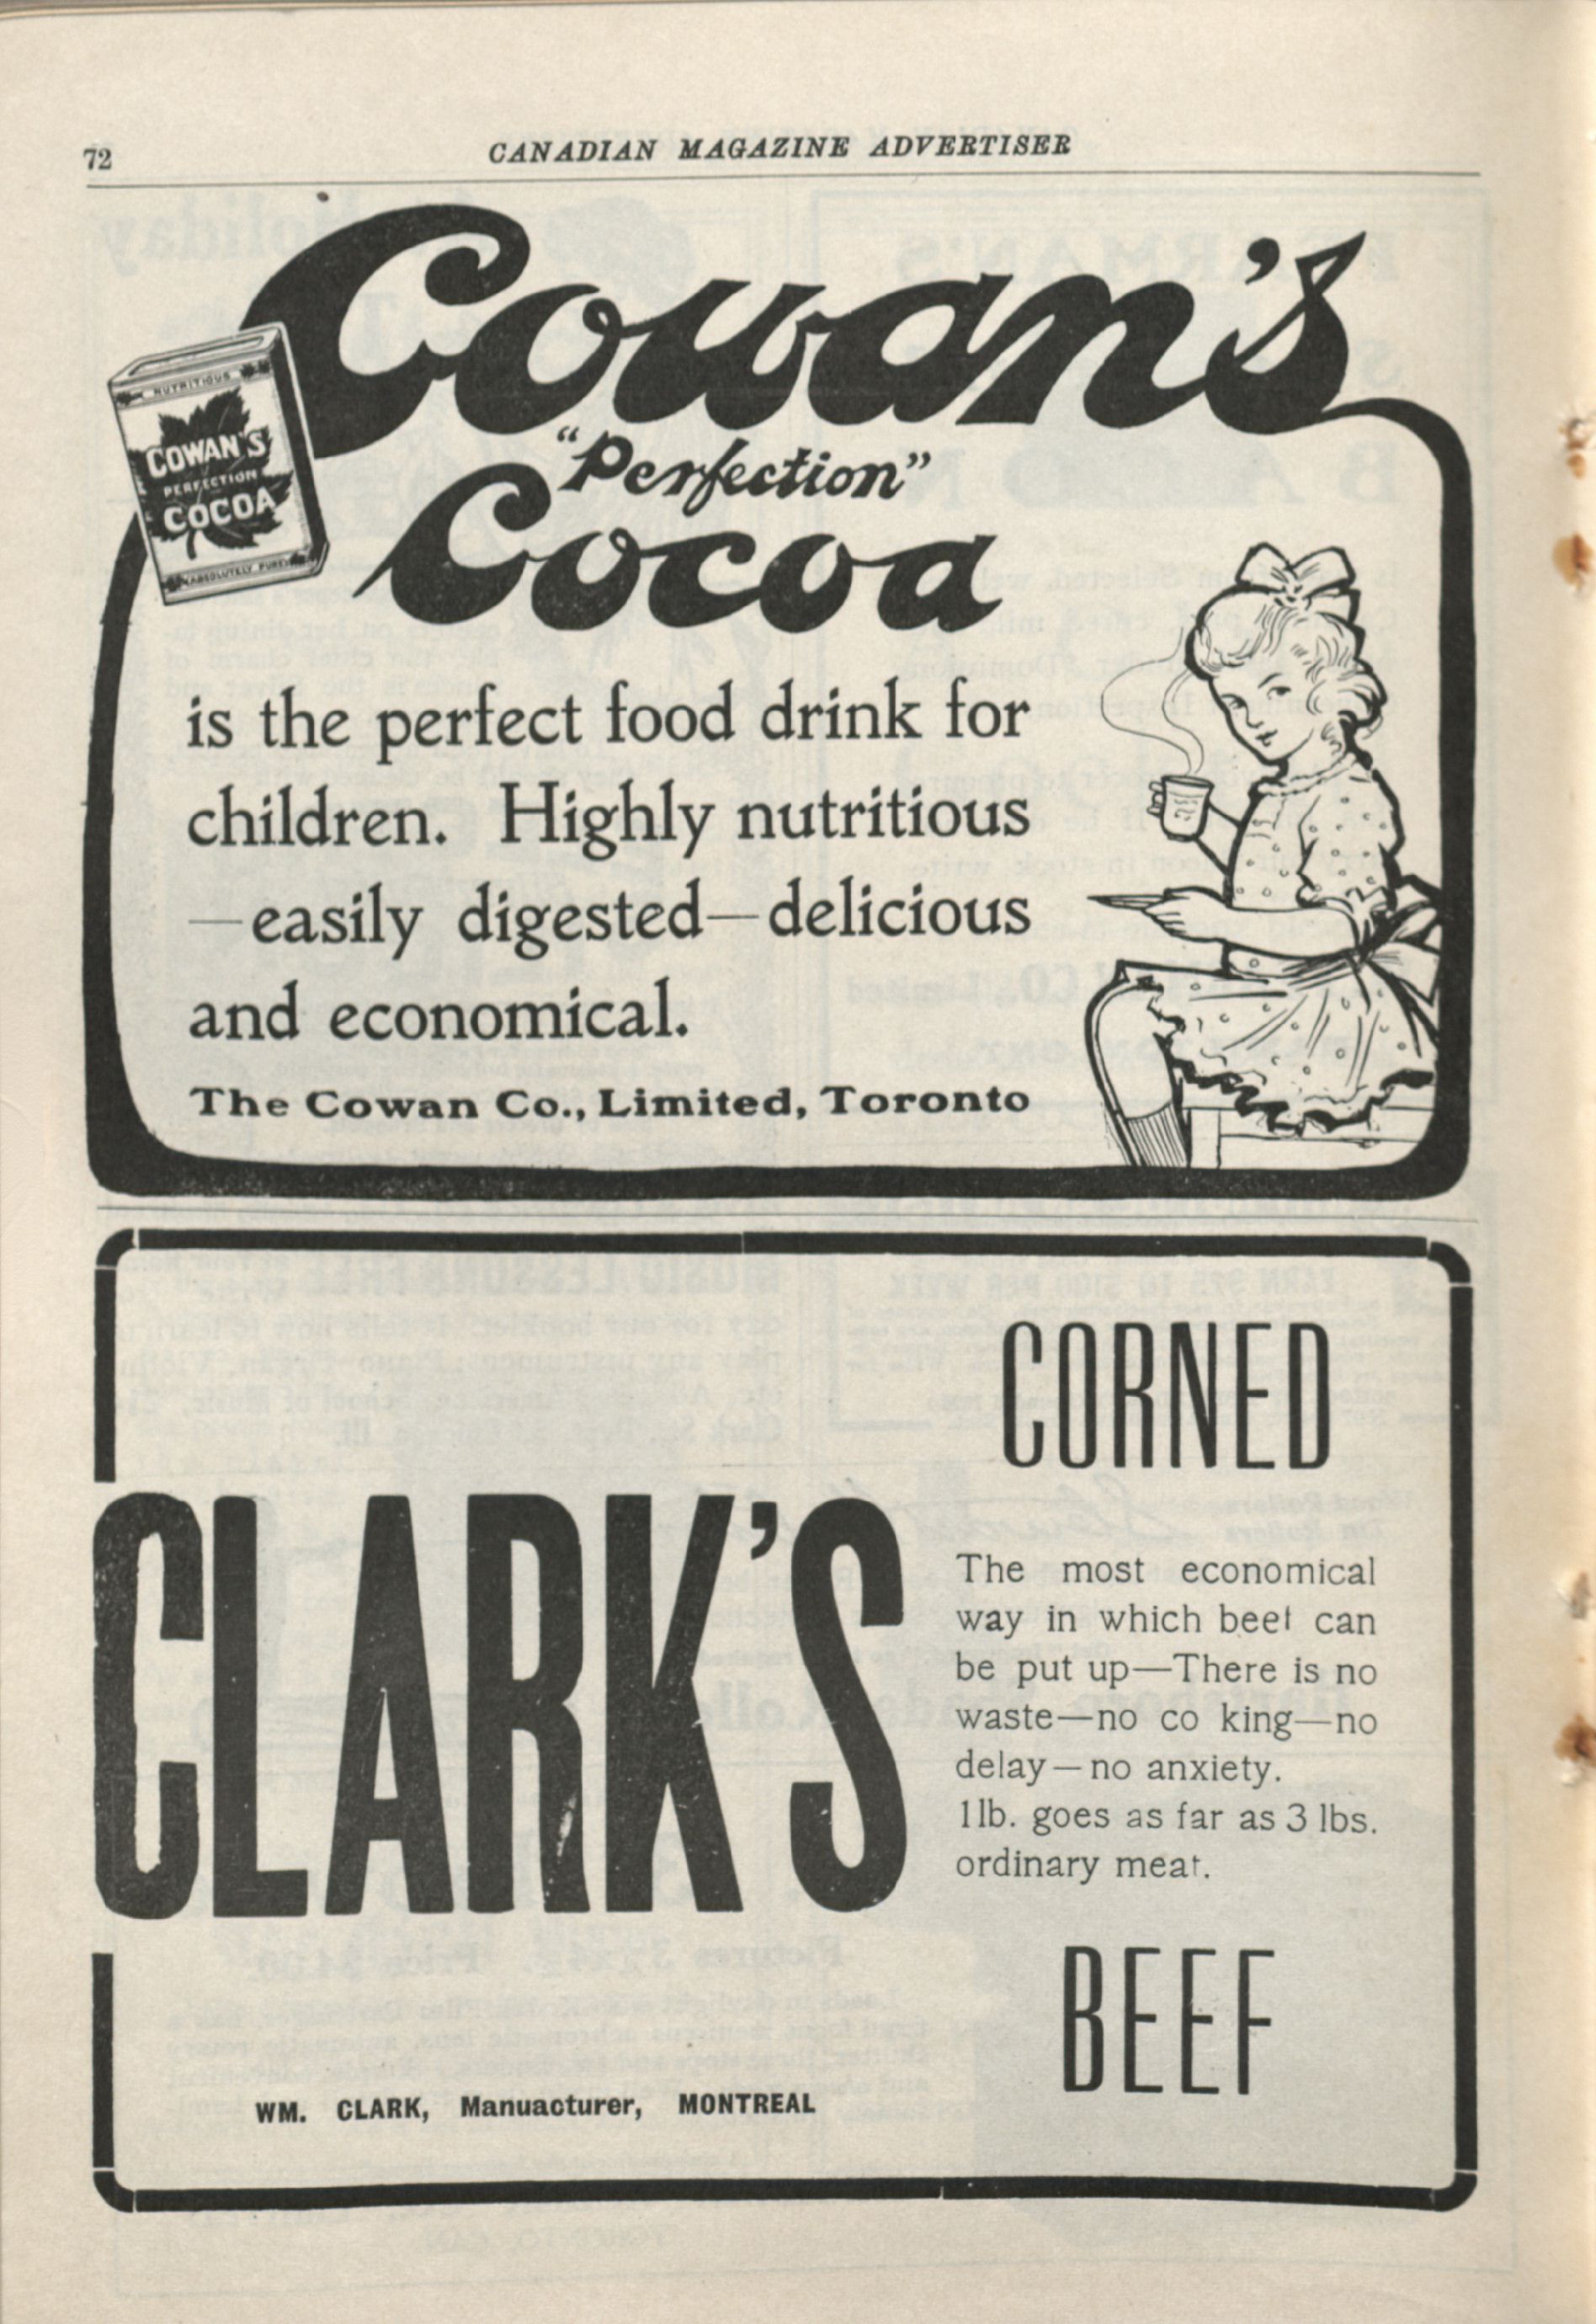 72
CANADIAN MAGAZINE ADVERTISER
Cowan's
NUTRITIOUS
COWAN'S
PERFECTION
COCOA
ABSOLUTELY PURE
"Perfection"
Cocoa
is the perfect food drink for
children. Highly nutritious
—easily digested—delicious
and economical.
The Cowan Co., Limited, Toronto
CORNED
CLARK'S
The most economical
way in which beef can
be put up—There is no
waste—no co king—no
delay—no anxiety.
1 lb. goes as far as 3 lbs.
ordinary meat.
BEEF
WM. CLARK, Manuacturer, MONTREAL